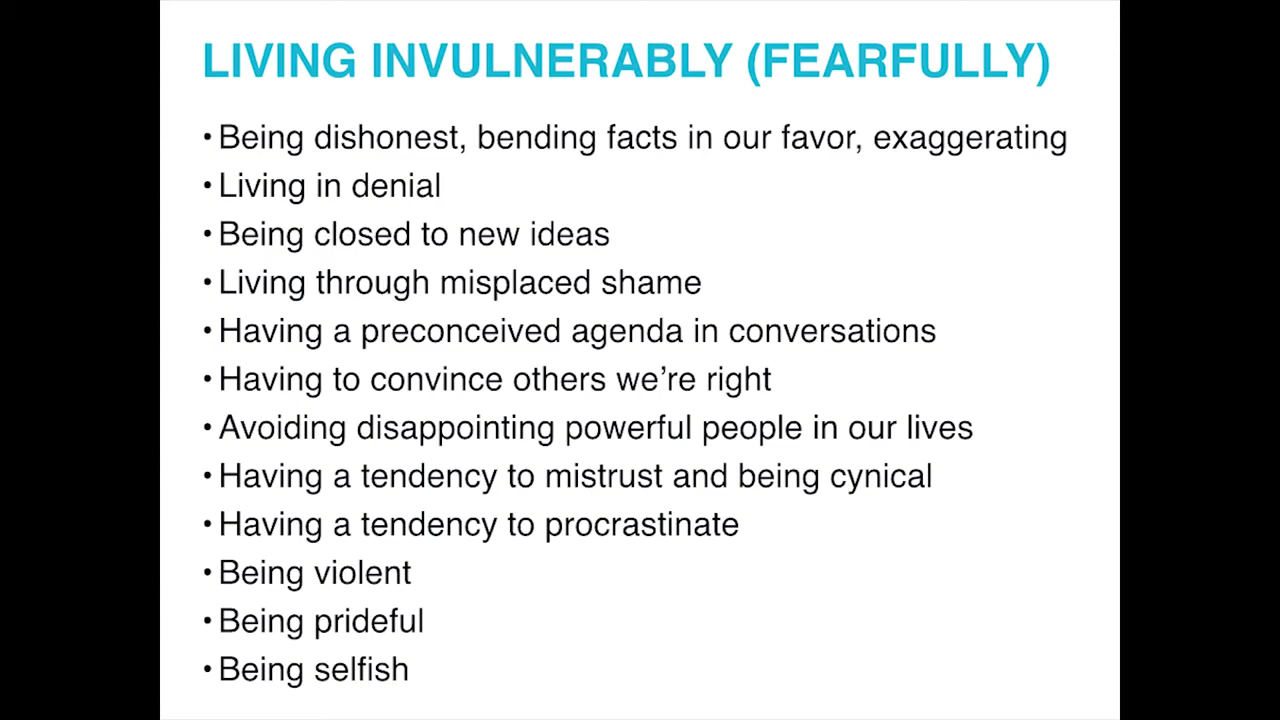 LIVING INVULNERABLY (FEARFULLY)
• Being dishonest, bending facts in our favor, exaggerating
• Living in denial
• Being closed to new ideas
• Living through misplaced shame
• Having a preconceived agenda in conversations
• Having to convince others we’re right
• Avoiding disappointing powerful people in our lives
• Having a tendency to mistrust and being cynical
• Having a tendency to procrastinate
• Being violent
• Being prideful
• Being selfish